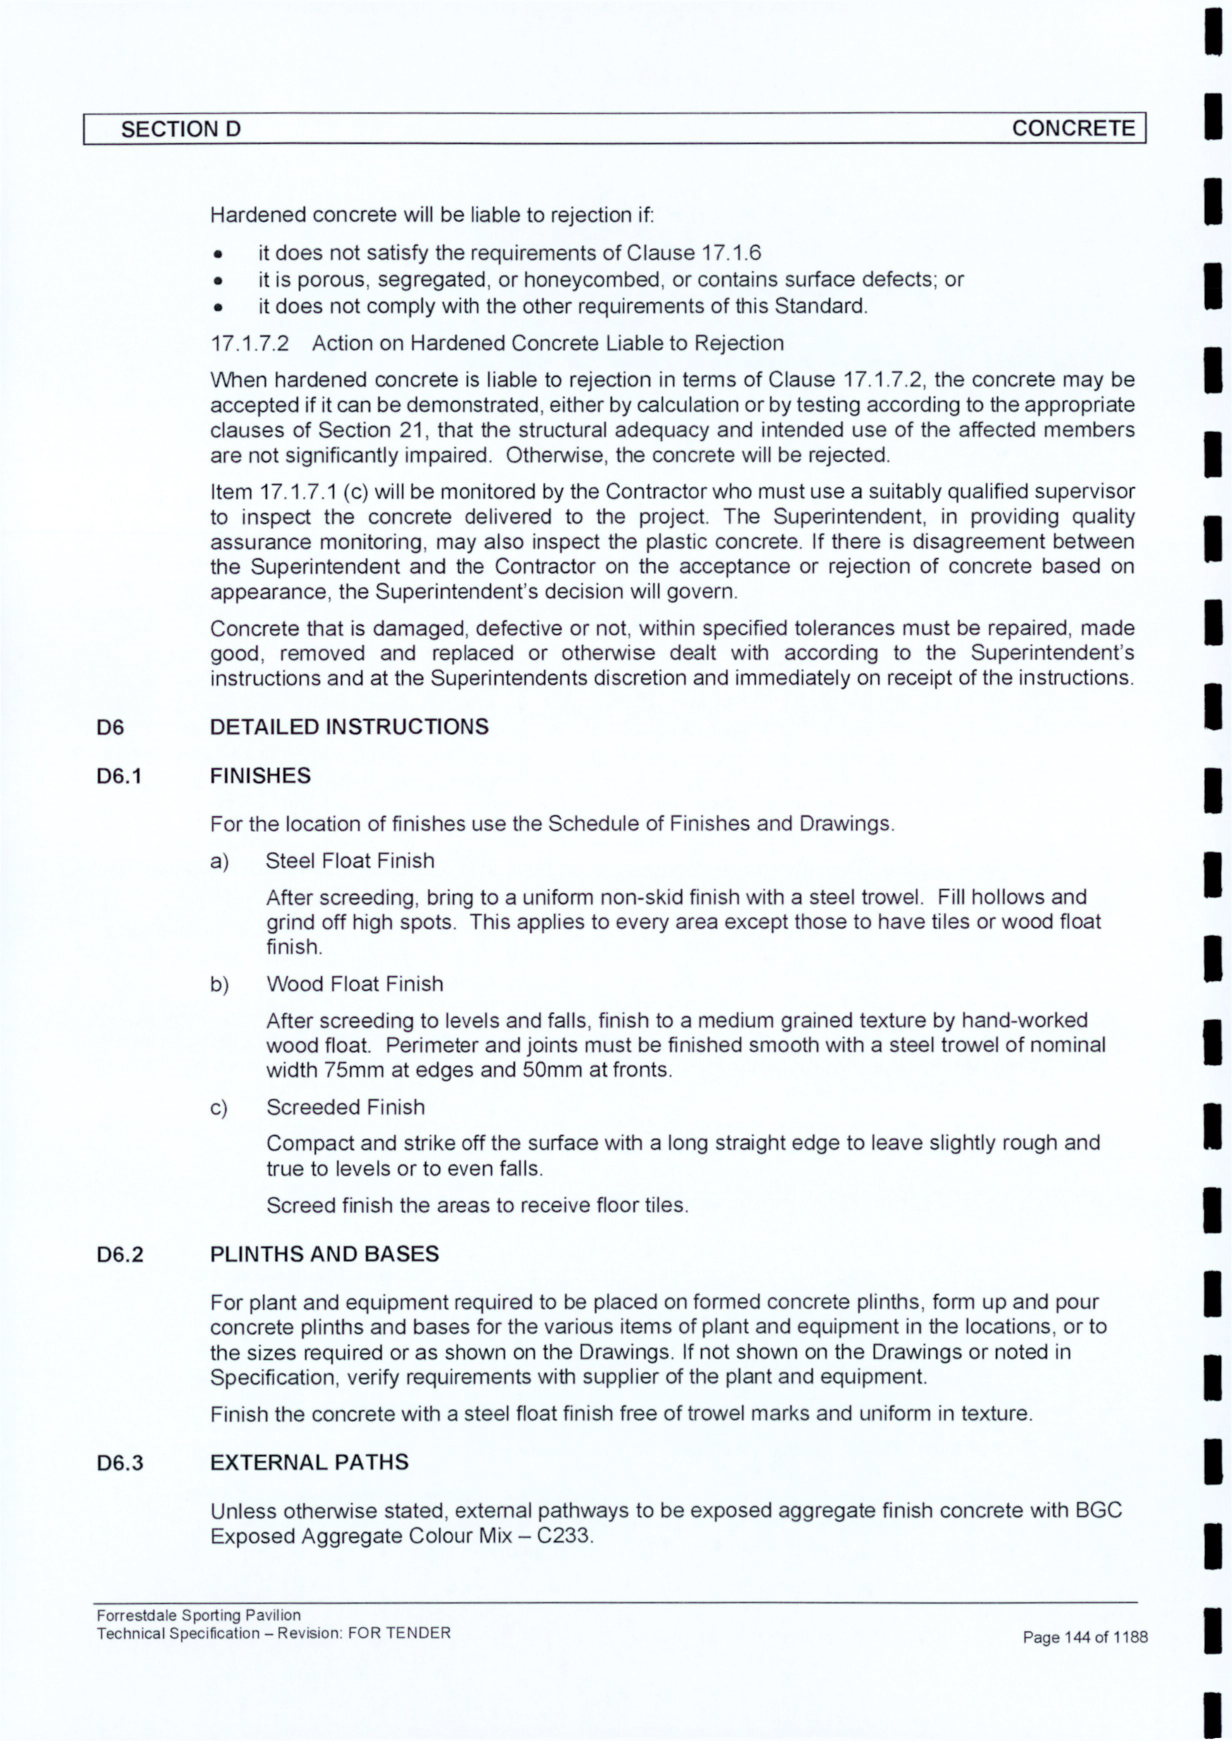 SECTION D CONCRETE
Hardened concrete will be liable to rejection if:
• it does not satisfy the requirements of Clause 17.1.6
• it is porous, segregated, or honeycombed, or contains surface defects; or
• it does not comply with the other requirements of this Standard.
17.1.7.2 Action on Hardened Concrete Liable to Rejection
When hardened concrete is liable to rejection in terms of Clause 17.1.7.2, the concrete may be
accepted if it can be demonstrated, either by calculation or by testing according to the appropriate
clauses of Section 21, that the structural adequacy and intended use of the affected members
are not significantly impaired. Otherwise, the concrete will be rejected.
Item 17.1.7.1 (c) will be monitored by the Contractor who must use a suitably qualified supervisor
to inspect the concrete delivered to the project. The Superintendent, in providing quality
assurance monitoring, may also inspect the plastic concrete. If there is disagreement between
the Superintendent and the Contractor on the acceptance or rejection of concrete based on
appearance, the Superintendent's decision will govern.
Concrete that is damaged, defective or not, within specified tolerances must be repaired, made
good, removed and replaced or otherwise dealt with according to the Superintendent's
instructions and at the Superintendents discretion and immediately on receipt of the instructions.
D6 DETAILED INSTRUCTIONS
D6.1 FINISHES
For the location of finishes use the Schedule of Finishes and Drawings.
a) Steel Float Finish
After screeding, bring to a uniform non-skid finish with a steel trowel. Fill hollows and
grind off high spots. This applies to every area except those to have tiles or wood float
finish.
b) Wood Float Finish
After screeding to levels and falls, finish to a medium grained texture by hand-worked
wood float. Perimeter and joints must be finished smooth with a steel trowel of nominal
width 75mm at edges and 50mm at fronts.
c) Screeded Finish
Compact and strike off the surface with a long straight edge to leave slightly rough and
true to levels or to even falls.
Screed finish the areas to receive floor tiles.
D6.2 PLINTHS AND BASES
For plant and equipment required to be placed on formed concrete plinths, form up and pour
concrete plinths and bases for the various items of plant and equipment in the locations, or to
the sizes required or as shown on the Drawings. If not shown on the Drawings or noted in
Specification, verify requirements with supplier of the plant and equipment.
Finish the concrete with a steel float finish free of trowel marks and uniform in texture.
D6.3 EXTERNAL PATHS
Unless otherwise stated, external pathways to be exposed aggregate finish concrete with BGC
Exposed Aggregate Colour Mix – C233.
Forrestdale Sporting Pavilion
Technical Specification – Revision: FOR TENDER
Page 144 of 1188